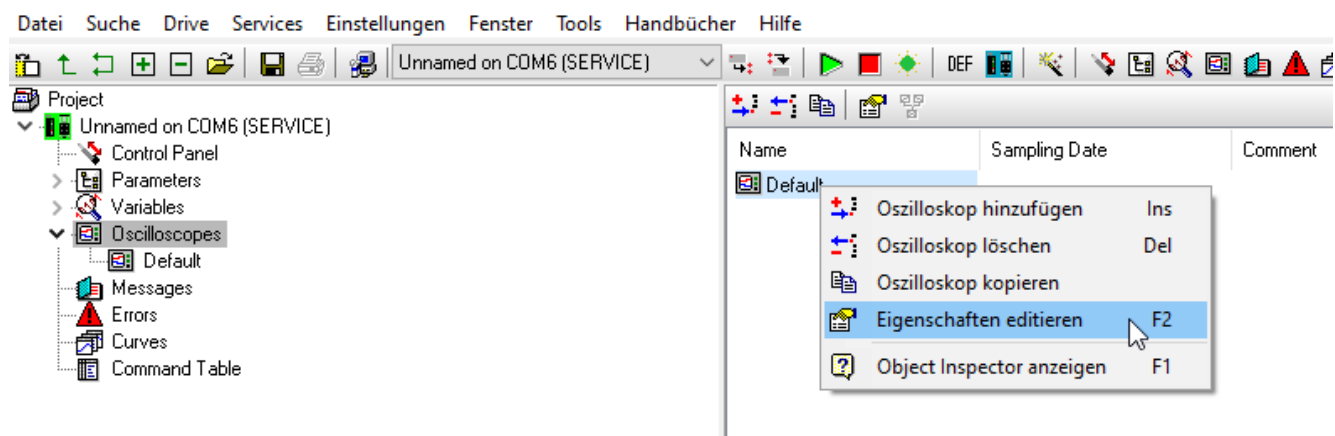 Datei Suche Drive Services Einstellungen Fenster Tools Handbücher Hilfe
Unnamed on COM6 (SERVICE) DEF
Project
Unnamed on COM6 (SERVICE)
Control Panel
Parameters
Variables
Oscilloscopes
Default
Messages
Errors
Curves
Command Table
Name Sampling Date Comment
Default
Oszilloskop hinzufügen Ins
Oszilloskop löschen Del
Oszilloskop kopieren
Eigenschaften editieren F2
Object Inspector anzeigen F1